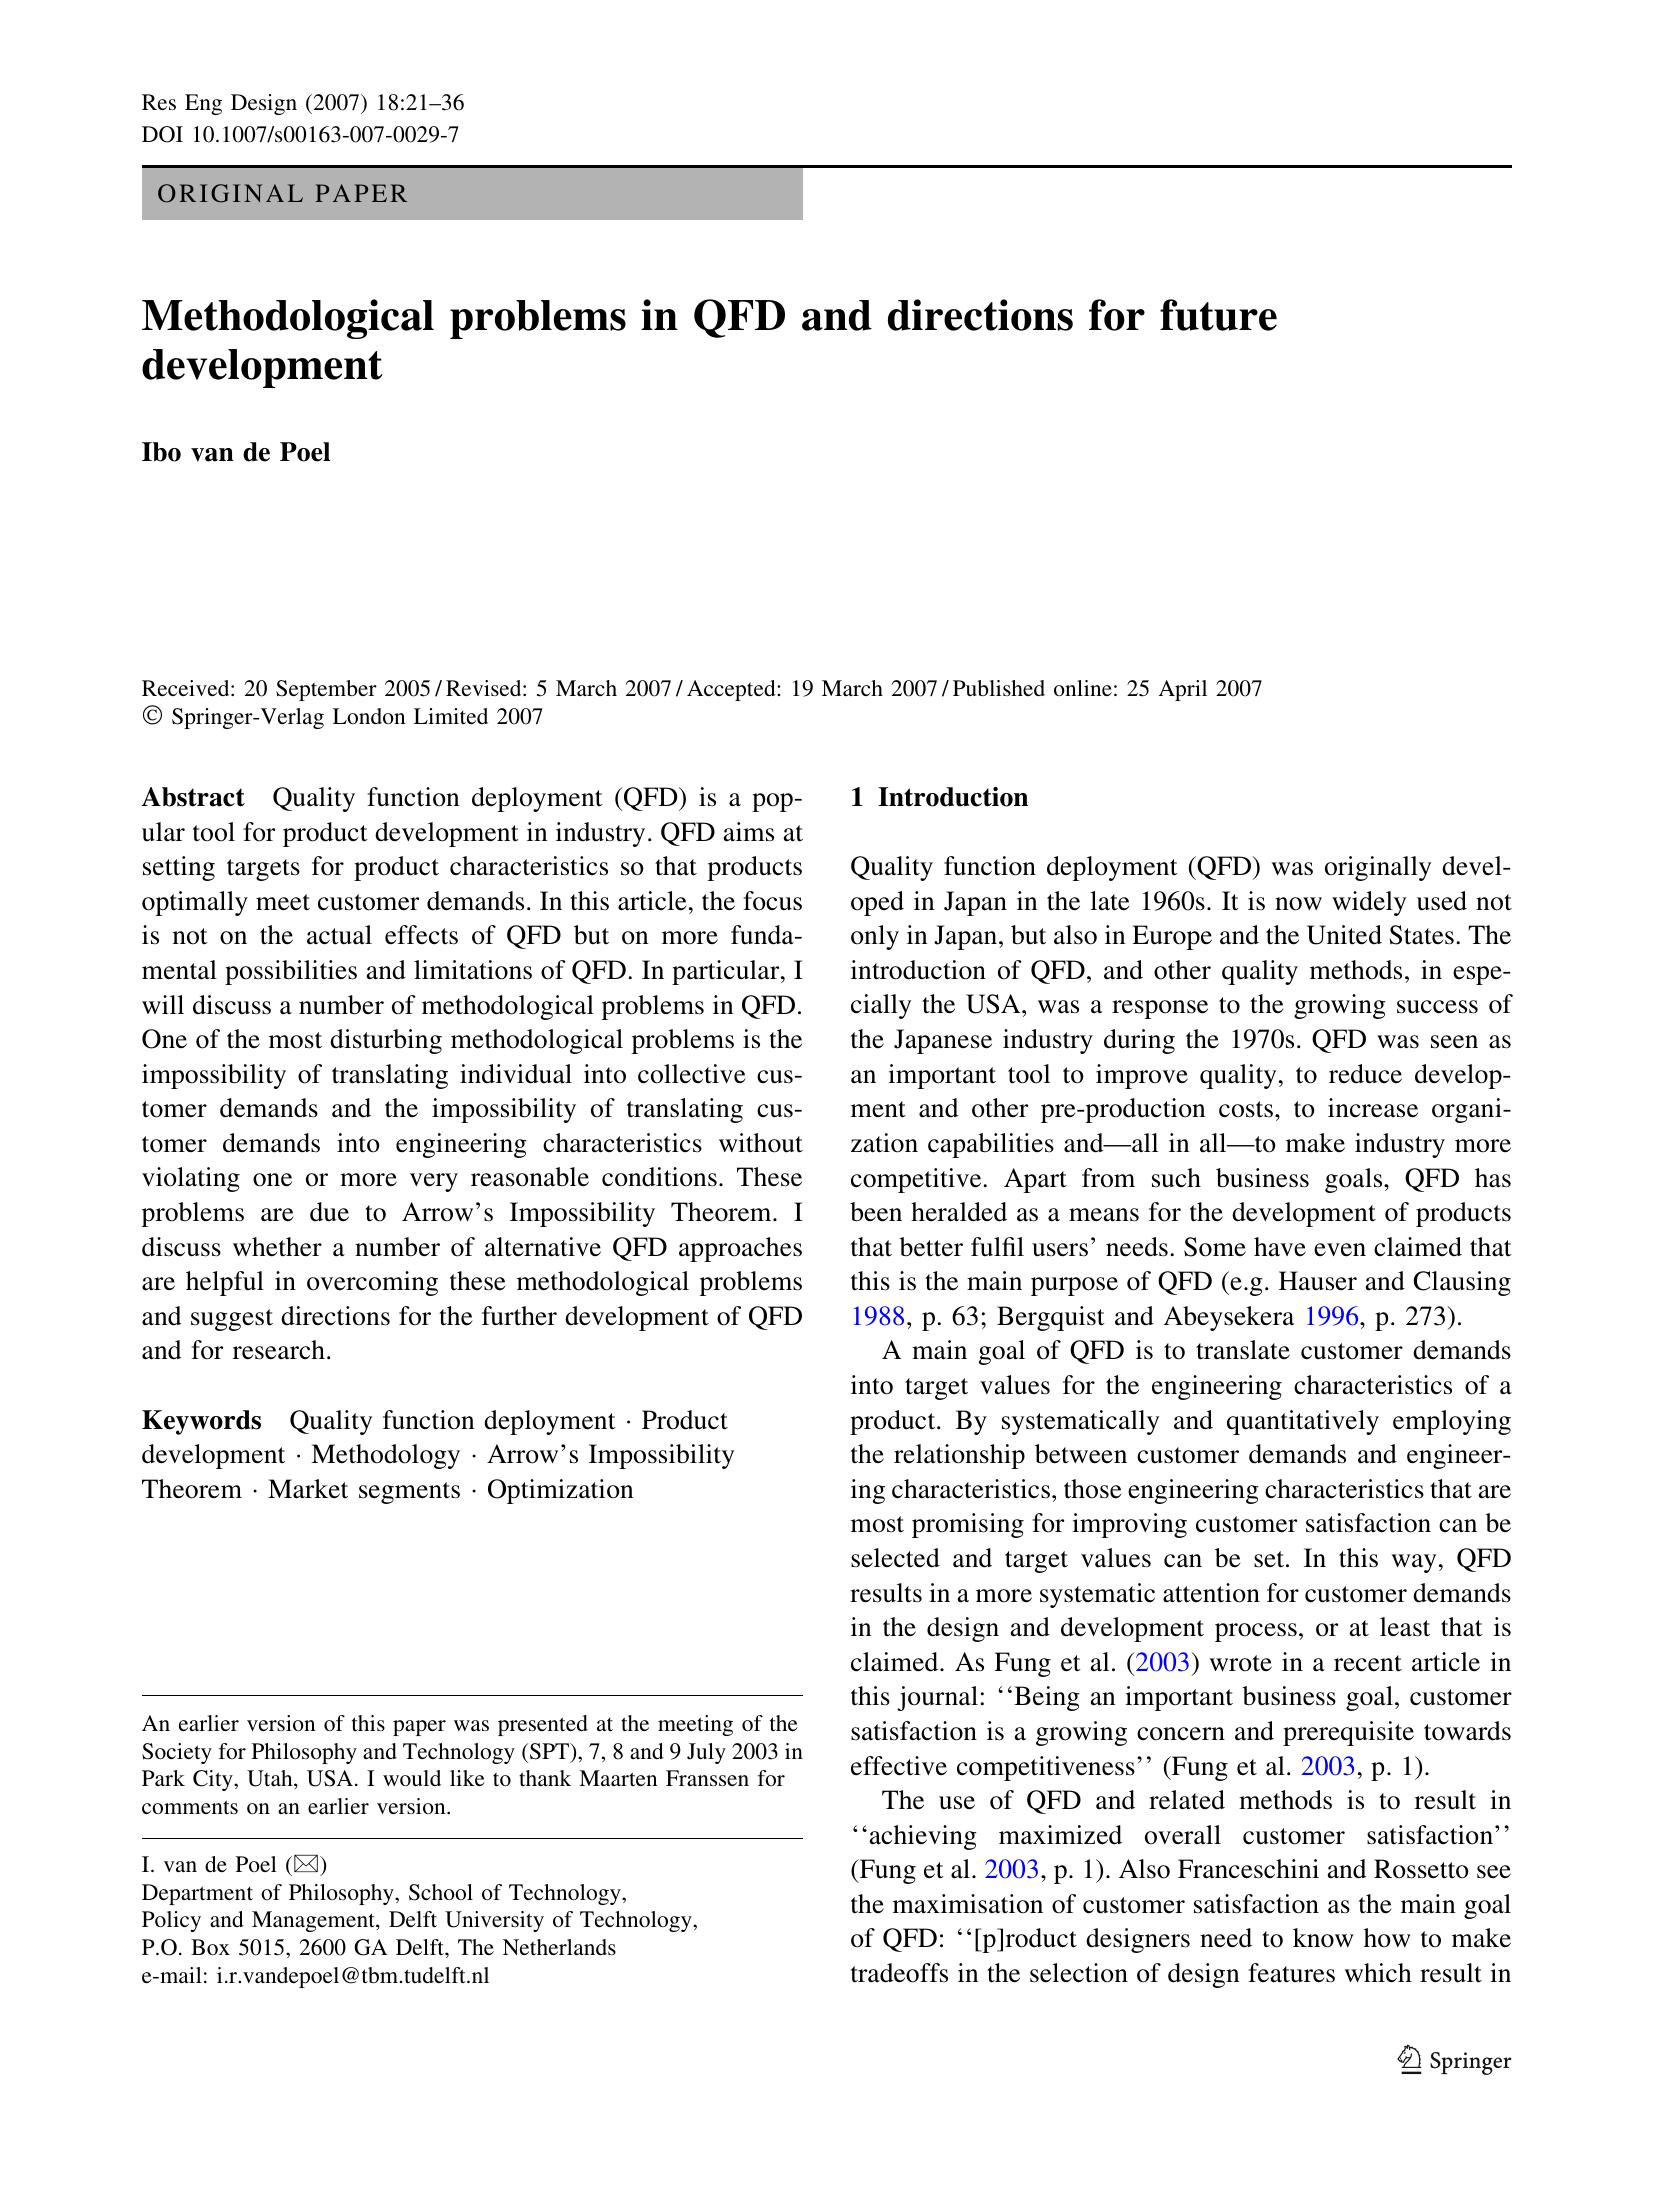 Res Eng Design (2007) 18:21–36
DOI 10.1007/s00163-007-0029-7
ORIGINAL PAPER
Methodological problems in QFD and directions for future
development
Ibo van de Poel
Received: 20 September 2005 / Revised: 5 March 2007 / Accepted: 19 March 2007 / Published online: 25 April 2007
© Springer-Verlag London Limited 2007
Abstract Quality function deployment (QFD) is a pop-
ular tool for product development in industry. QFD aims at
setting targets for product characteristics so that products
optimally meet customer demands. In this article, the focus
is not on the actual effects of QFD but on more funda-
mental possibilities and limitations of QFD. In particular, I
will discuss a number of methodological problems in QFD.
One of the most disturbing methodological problems is the
impossibility of translating individual into collective cus-
tomer demands and the impossibility of translating cus-
tomer demands into engineering characteristics without
violating one or more very reasonable conditions. These
problems are due to Arrow's Impossibility Theorem. I
discuss whether a number of alternative QFD approaches
are helpful in overcoming these methodological problems
and suggest directions for the further development of QFD
and for research.
Keywords Quality function deployment · Product
development · Methodology · Arrow's Impossibility
Theorem · Market segments · Optimization
An earlier version of this paper was presented at the meeting of the
Society for Philosophy and Technology (SPT), 7, 8 and 9 July 2003 in
Park City, Utah, USA. I would like to thank Maarten Franssen for
comments on an earlier version.
I. van de Poel (✉)
Department of Philosophy, School of Technology,
Policy and Management, Delft University of Technology,
P.O. Box 5015, 2600 GA Delft, The Netherlands
e-mail: i.r.vandepoel@tbm.tudelft.nl
1 Introduction
Quality function deployment (QFD) was originally devel-
oped in Japan in the late 1960s. It is now widely used not
only in Japan, but also in Europe and the United States. The
introduction of QFD, and other quality methods, in espe-
cially the USA, was a response to the growing success of
the Japanese industry during the 1970s. QFD was seen as
an important tool to improve quality, to reduce develop-
ment and other pre-production costs, to increase organi-
zation capabilities and—all in all—to make industry more
competitive. Apart from such business goals, QFD has
been heralded as a means for the development of products
that better fulfil users' needs. Some have even claimed that
this is the main purpose of QFD (e.g. Hauser and Clausing
1988, p. 63; Bergquist and Abeysekera 1996, p. 273).
A main goal of QFD is to translate customer demands
into target values for the engineering characteristics of a
product. By systematically and quantitatively employing
the relationship between customer demands and engineer-
ing characteristics, those engineering characteristics that are
most promising for improving customer satisfaction can be
selected and target values can be set. In this way, QFD
results in a more systematic attention for customer demands
in the design and development process, or at least that is
claimed. As Fung et al. (2003) wrote in a recent article in
this journal: ‘‘Being an important business goal, customer
satisfaction is a growing concern and prerequisite towards
effective competitiveness’’ (Fung et al. 2003, p. 1).
The use of QFD and related methods is to result in
‘‘achieving maximized overall customer satisfaction’’
(Fung et al. 2003, p. 1). Also Franceschini and Rossetto see
the maximisation of customer satisfaction as the main goal
of QFD: ‘‘[p]roduct designers need to know how to make
tradeoffs in the selection of design features which result in
Springer